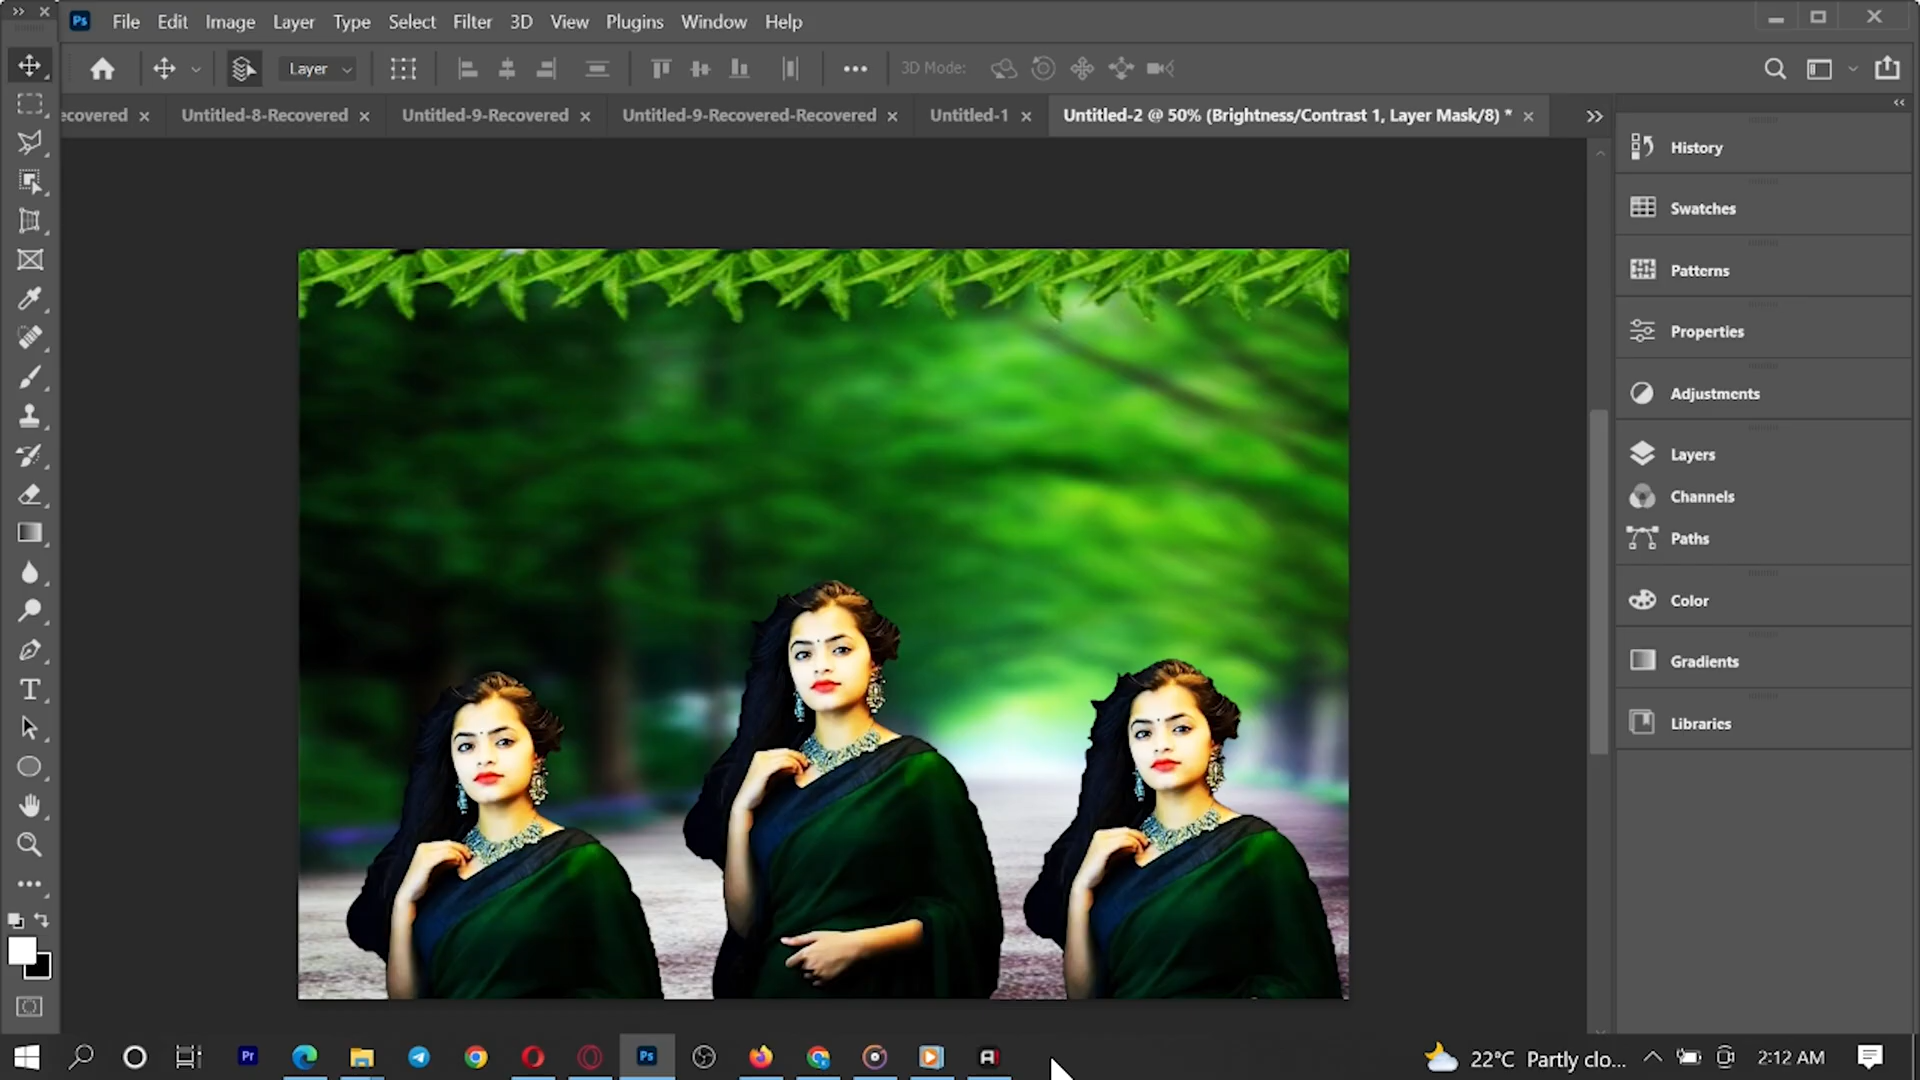 Ps File Edit Image Layer Type Select Filter 3D View Plugins Window Help
Layer 3D Mode:
ecovered Untitled-8-Recovered Untitled-9-Recovered Untitled-9-Recovered-Recovered Untitled-1 Untitled-2 @ 50% (Brightness/Contrast 1, Layer Mask/8) *
History
Swatches
Patterns
Properties
Adjustments
Layers
Channels
Paths
Color
Gradients
Libraries
T
Pr Ps 22°C Partly clo... 2:12 AM